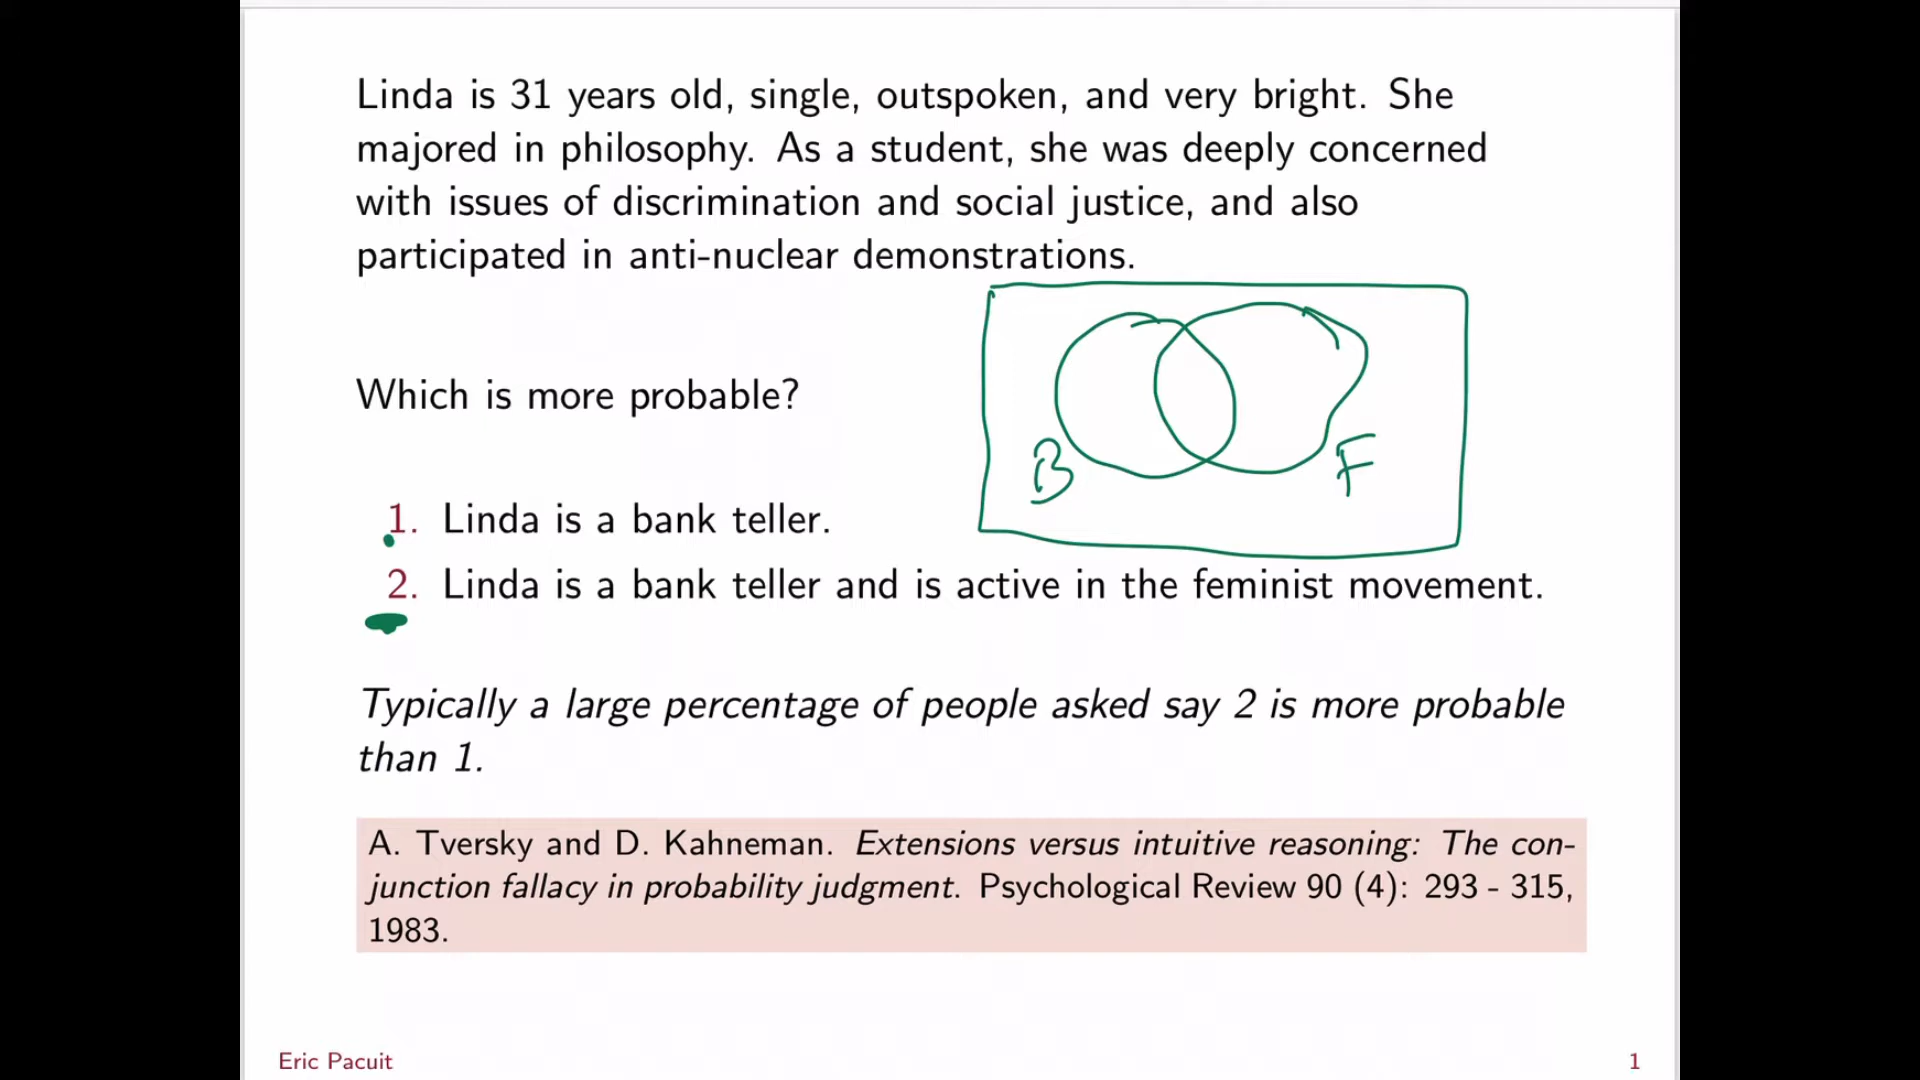 Linda is 31 years old, single, outspoken, and very bright. She
majored in philosophy. As a student, she was deeply concerned
with issues of discrimination and social justice, and also
participated in anti-nuclear demonstrations.
Which is more probable?
B
F
1. Linda is a bank teller.
2. Linda is a bank teller and is active in the feminist movement.
Typically a large percentage of people asked say 2 is more probable
than 1.
A. Tversky and D. Kahneman. Extensions versus intuitive reasoning: The con-
junction fallacy in probability judgment. Psychological Review 90 (4): 293 - 315,
1983.
Eric Pacuit
1